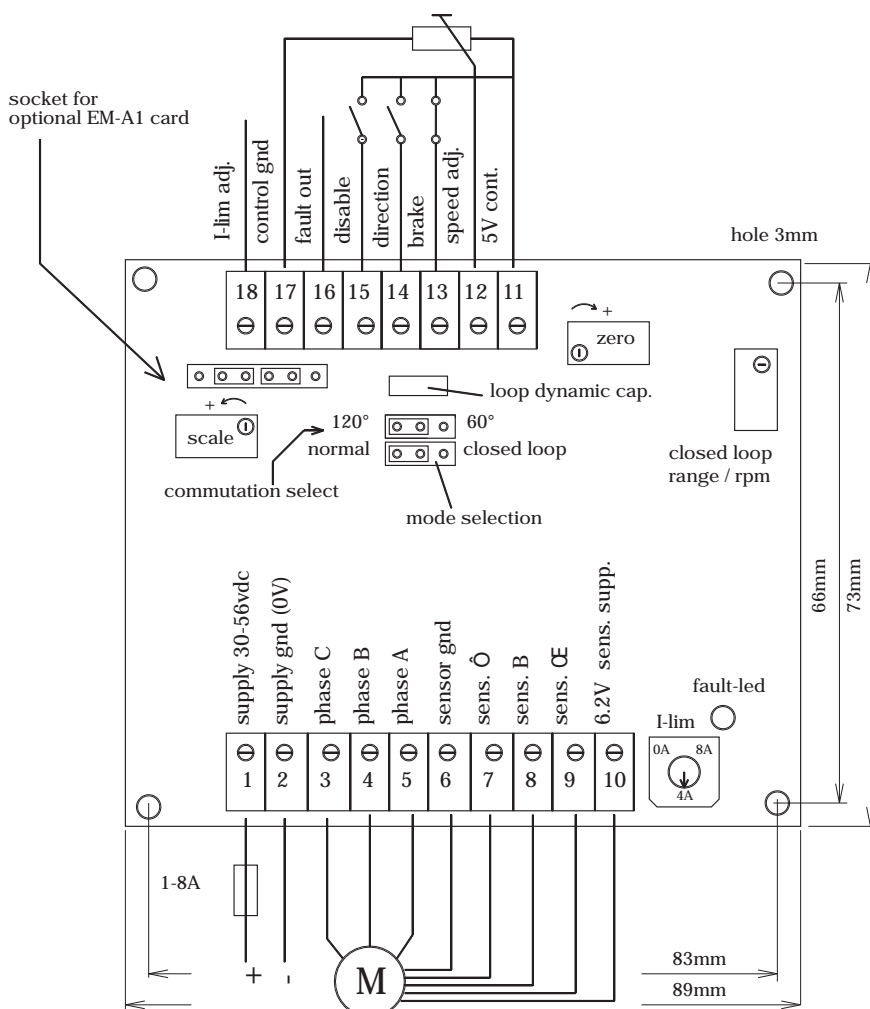 socket for
optional EM-A1 card
I-lim adj.
control gnd
fault out
disable
direction
brake
speed adj.
5V cont.
hole 3mm
18 17 16 15 14 13 12 11
+
zero
loop dynamic cap.
+
scale
120° 60°
normal closed loop
commutation select
mode selection
closed loop
range / rpm
66mm
73mm
supply 30-56vdc
supply gnd (0V)
phase C
phase B
phase A
sensor gnd
sens. Ô
sens. B
sens. Œ
6.2V sens. supp.
fault-led
I-lim
0A 8A
4A
1 2 3 4 5 6 7 8 9 10
1-8A
+ -
M
83mm
89mm